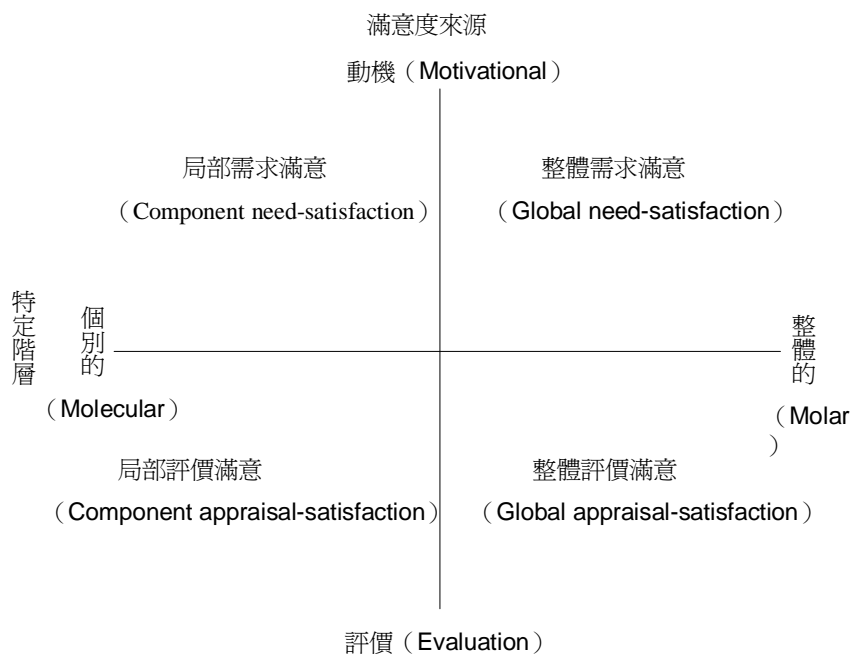 滿意度來源
動機（Motivational）
局部需求滿意
（Component need-satisfaction）
整體需求滿意
（Global need-satisfaction）
特定階層
個別的
（Molecular）
整體的
（Molar
）
局部評價滿意
（Component appraisal-satisfaction）
整體評價滿意
（Global appraisal-satisfaction）
評價（Evaluation）